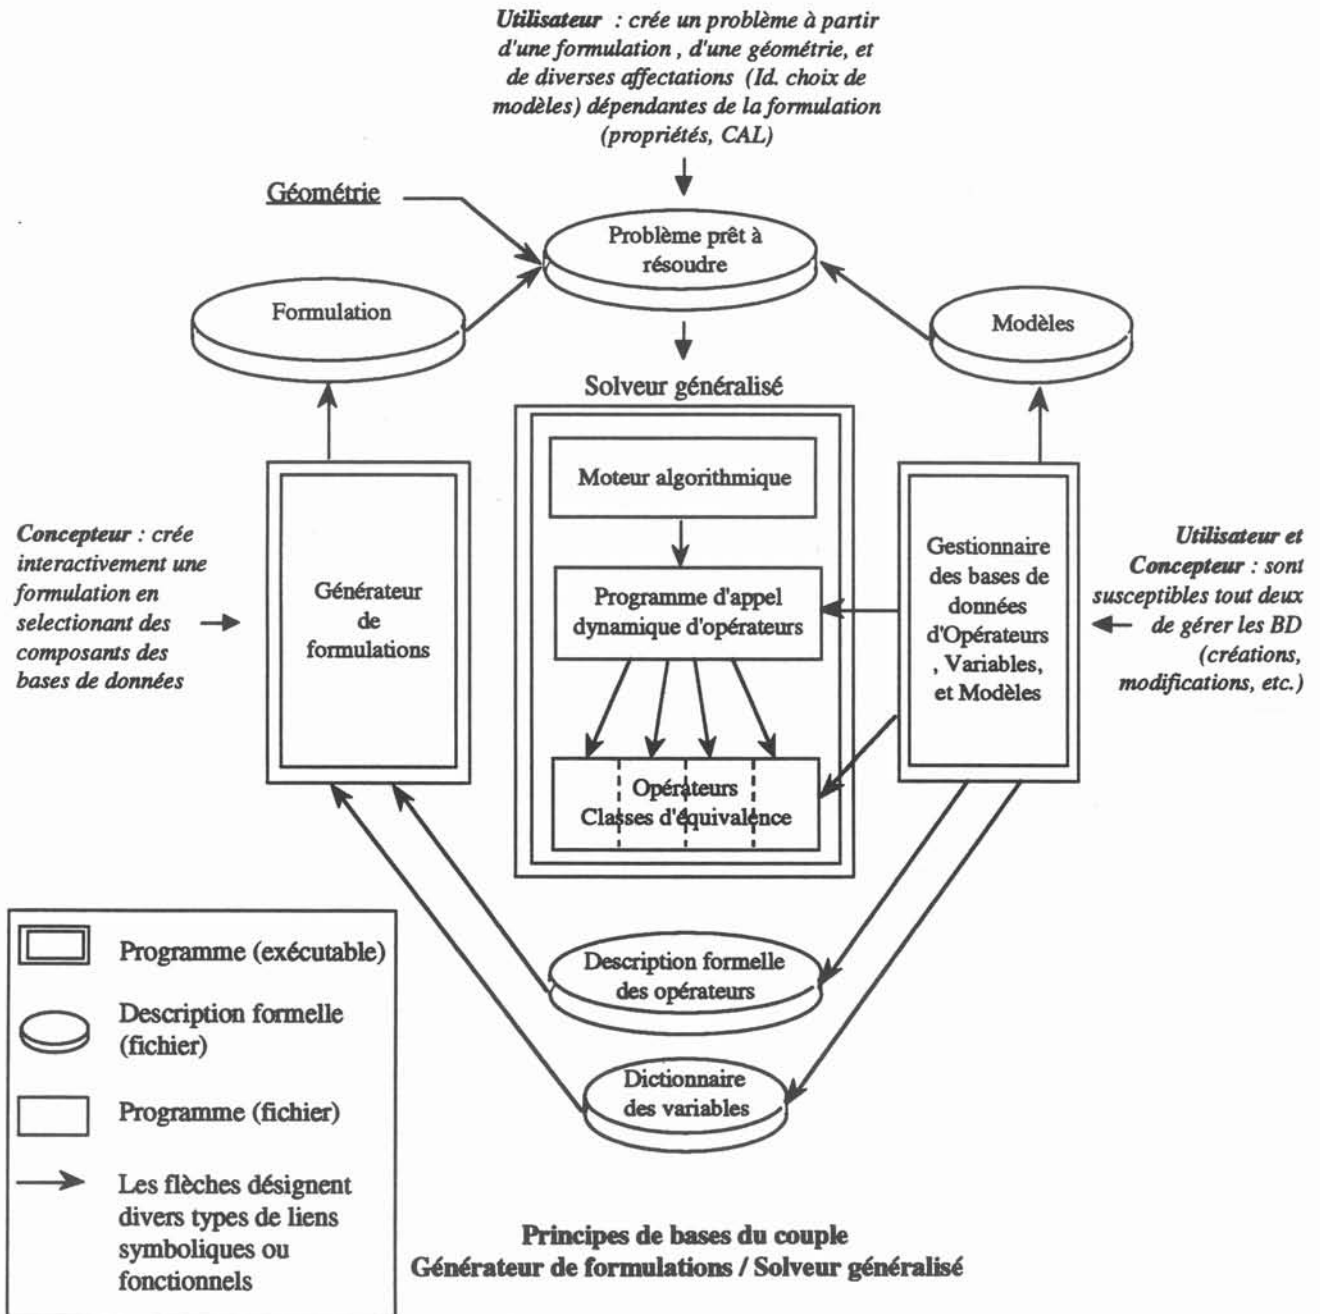 Utilisateur : crée un problème à partir
d'une formulation , d'une géométrie, et
de diverses affectations (Id. choix de
modèles) dépendantes de la formulation
(propriétés, CAL)
Géométrie
Problème prêt à
résoudre
Formulation
Modèles
Solveur généralisé
Moteur algorithmique
Programme d'appel
dynamique d'opérateurs
Opérateurs
Classes d'équivalence
Concepteur : crée
interactivement une
formulation en
selectionant des
composants des
bases de données
Générateur
de
formulations
Gestionnaire
des bases de
données
d'Opérateurs
, Variables,
et Modèles
Utilisateur et
Concepteur : sont
susceptibles tout deux
de gérer les BD
(créations,
modifications, etc.)
Description formelle
des opérateurs
Dictionnaire
des variables
Programme (exécutable)
Description formelle
(fichier)
Programme (fichier)
Les flèches désignent
divers types de liens
symboliques ou
fonctionnels
Principes de bases du couple
Générateur de formulations / Solveur généralisé